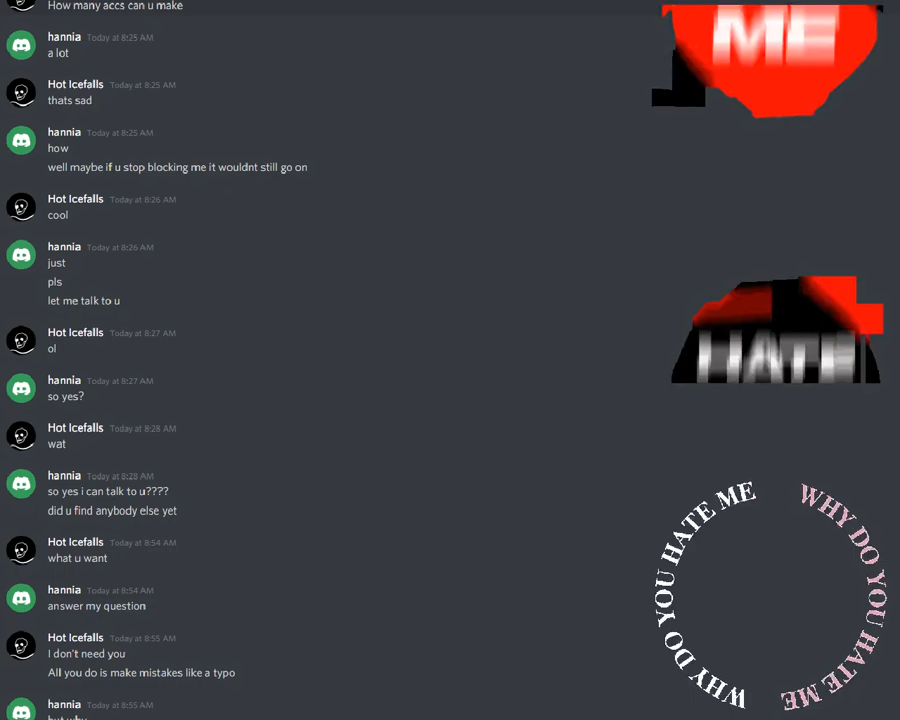 How many accs can u make
hannia Today at 8:25 AM
a lot
Hot Icefalls Today at 8:25 AM
thats sad
hannia Today at 8:25 AM
how
well maybe if u stop blocking me it wouldnt still go on
Hot Icefalls Today at 8:26 AM
cool
hannia Today at 8:26 AM
just
pls
let me talk to u
Hot Icefalls Today at 8:27 AM
ol
hannia Today at 8:27 AM
so yes?
Hot Icefalls Today at 8:28 AM
wat
hannia Today at 8:28 AM
so yes i can talk to u????
did u find anybody else yet
Hot Icefalls Today at 8:54 AM
what u want
hannia Today at 8:54 AM
answer my question
Hot Icefalls Today at 8:55 AM
I don't need you
All you do is make mistakes like a typo
hannia Today at 8:55 AM
but why
ME
HATE
WHY DO YOU HATE ME
WHY DO YOU HATE ME